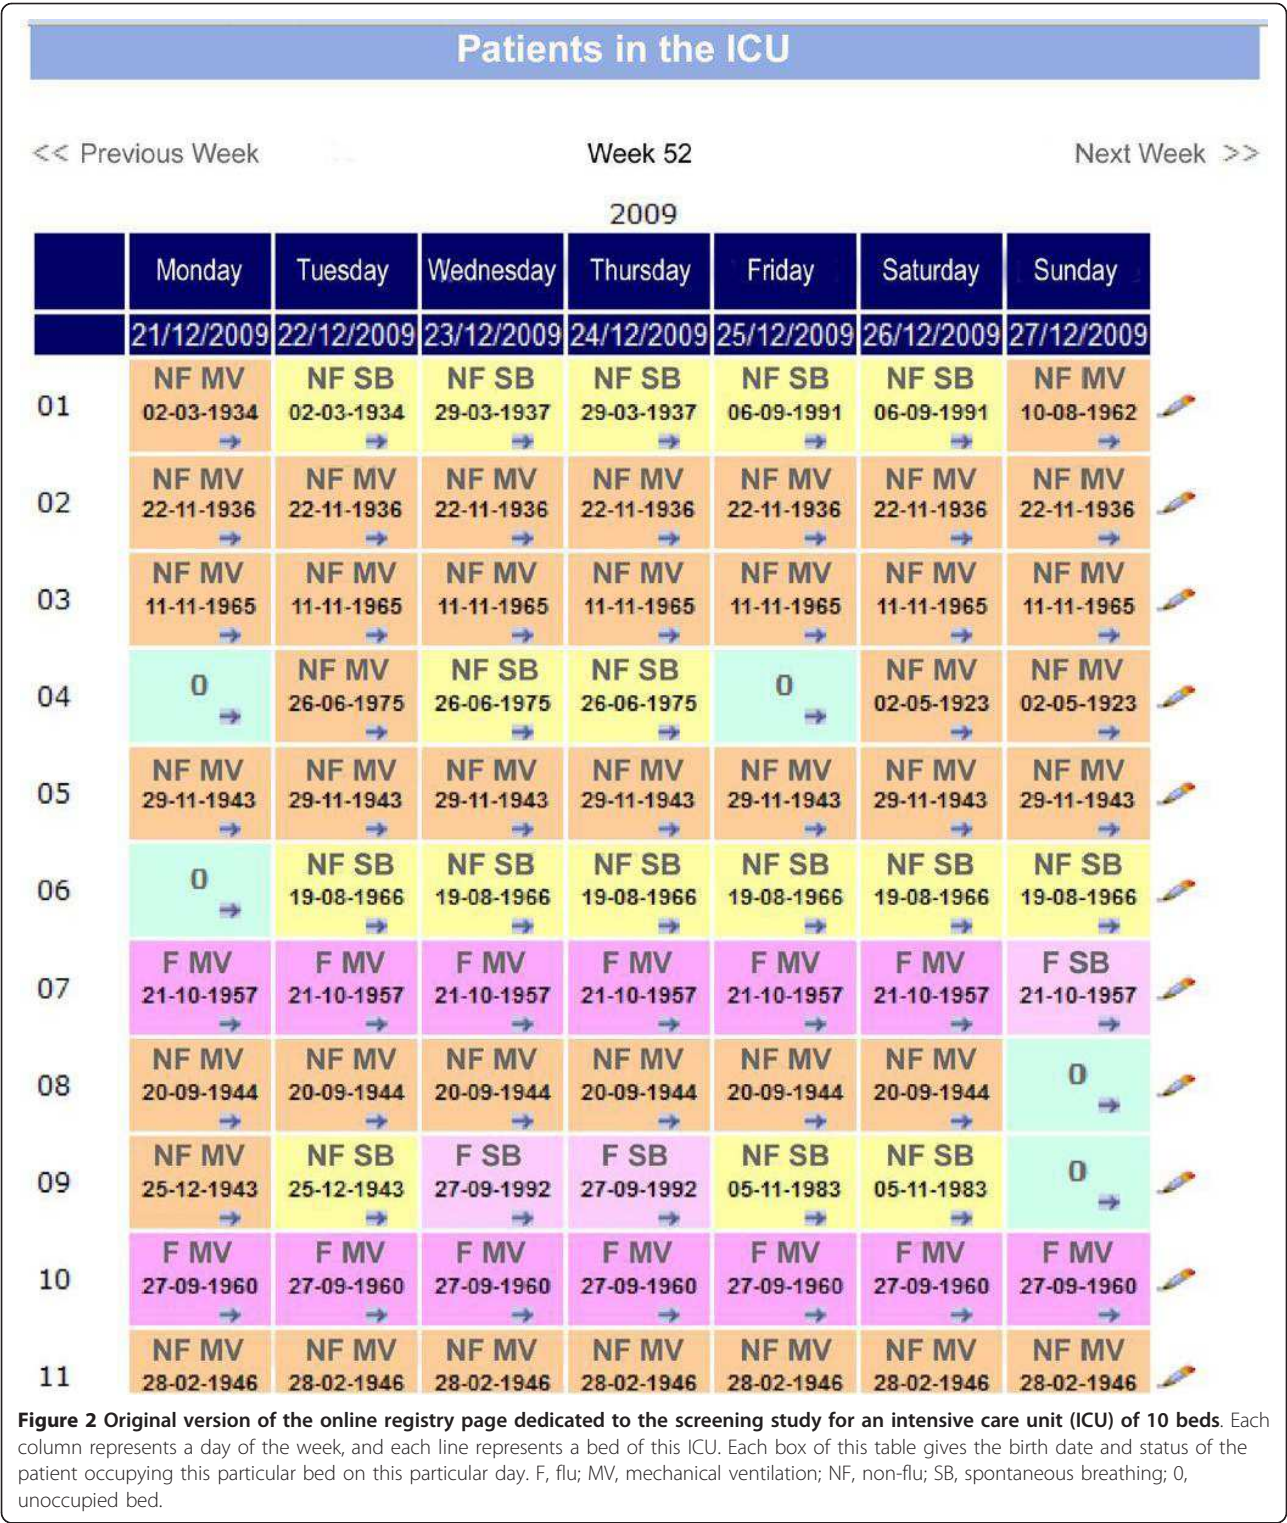 Patients in the ICU
<< Previous Week Week 52 Next Week >>
2009
Monday Tuesday Wednesday Thursday Friday Saturday Sunday
21/12/2009 22/12/2009 23/12/2009 24/12/2009 25/12/2009 26/12/2009 27/12/2009
NF MV NF SB NF SB NF SB NF SB NF SB NF MV
01 02-03-1934 02-03-1934 29-03-1937 29-03-1937 06-09-1991 06-09-1991 10-08-1962
NF MV NF MV NF MV NF MV NF MV NF MV NF MV
02 22-11-1936 22-11-1936 22-11-1936 22-11-1936 22-11-1936 22-11-1936 22-11-1936
NF MV NF MV NF MV NF MV NF MV NF MV NF MV
03 11-11-1965 11-11-1965 11-11-1965 11-11-1965 11-11-1965 11-11-1965 11-11-1965
0 NF MV NF SB NF SB 0 NF MV NF MV
04 26-06-1975 26-06-1975 26-06-1975 02-05-1923 02-05-1923
NF MV NF MV NF MV NF MV NF MV NF MV NF MV
05 29-11-1943 29-11-1943 29-11-1943 29-11-1943 29-11-1943 29-11-1943 29-11-1943
0 NF SB NF SB NF SB NF SB NF SB NF SB
06 19-08-1966 19-08-1966 19-08-1966 19-08-1966 19-08-1966 19-08-1966
F MV F MV F MV F MV F MV F MV F SB
07 21-10-1957 21-10-1957 21-10-1957 21-10-1957 21-10-1957 21-10-1957 21-10-1957
NF MV NF MV NF MV NF MV NF MV NF MV 0
08 20-09-1944 20-09-1944 20-09-1944 20-09-1944 20-09-1944 20-09-1944
NF MV NF SB F SB F SB NF SB NF SB 0
09 25-12-1943 25-12-1943 27-09-1992 27-09-1992 05-11-1983 05-11-1983
F MV F MV F MV F MV F MV F MV F MV
10 27-09-1960 27-09-1960 27-09-1960 27-09-1960 27-09-1960 27-09-1960 27-09-1960
NF MV NF MV NF MV NF MV NF MV NF MV NF MV
11 28-02-1946 28-02-1946 28-02-1946 28-02-1946 28-02-1946 28-02-1946 28-02-1946
Figure 2 Original version of the online registry page dedicated to the screening study for an intensive care unit (ICU) of 10 beds. Each
column represents a day of the week, and each line represents a bed of this ICU. Each box of this table gives the birth date and status of the
patient occupying this particular bed on this particular day. F, flu; MV, mechanical ventilation; NF, non-flu; SB, spontaneous breathing; 0,
unoccupied bed.